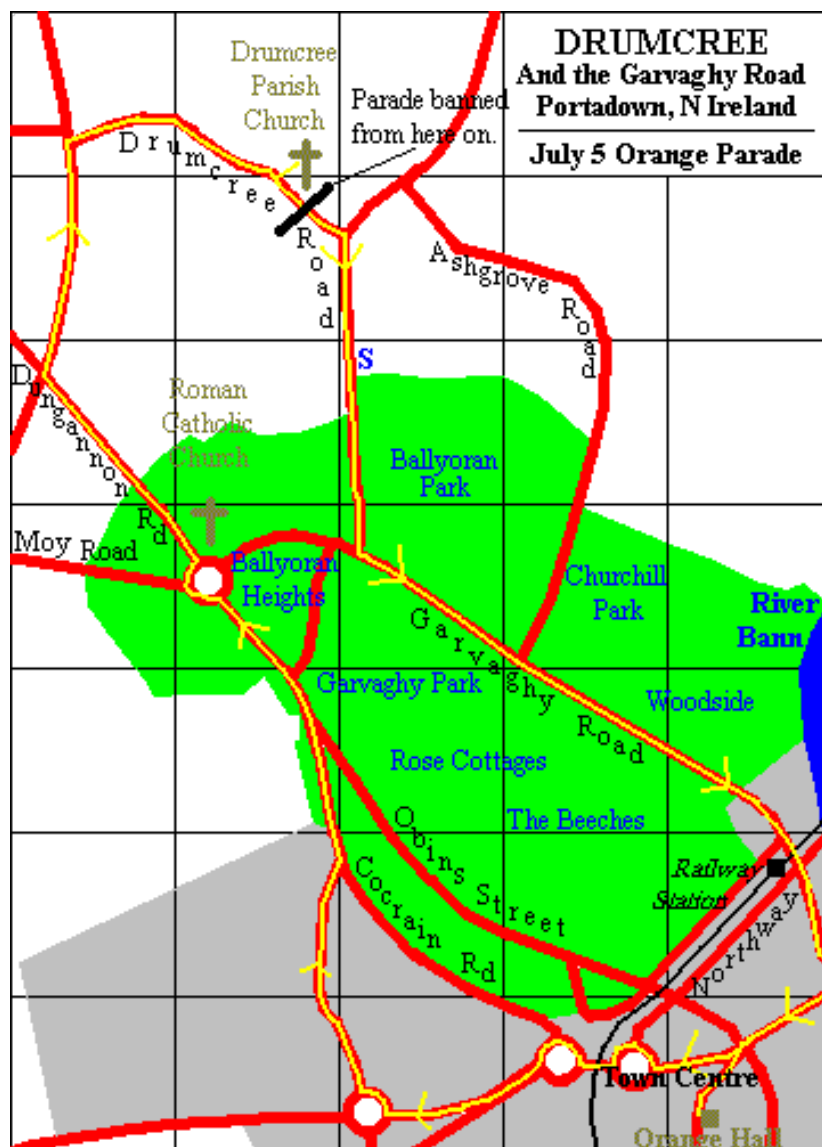 DRUMCREE
And the Garvaghy Road
Portadown, N Ireland
July 5 Orange Parade
Drumcree
Parish
Church
Parade banned
from here on.
Drumcree Road
Ashgrove Road
S
Dungannon Rd
Roman
Catholic
Church
Ballyoran
Park
Moy Road
Ballyoran
Heights
Churchill
Park
River
Bann
Garvaghy Road
Garvaghy Park
Woodside
Rose Cottages
The Beeches
Obins Street
Cocrain Rd
Railway
Station
Northway
Town Centre
Orange Hall